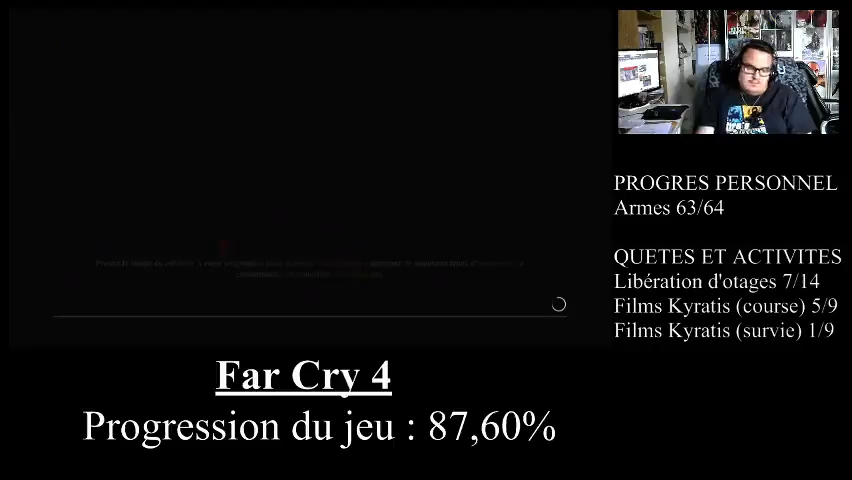 PROGRES PERSONNEL
Armes 63/64
QUETES ET ACTIVITES
Libération d'otages 7/14
Films Kyratis (course) 5/9
Films Kyratis (survie) 1/9
Far Cry 4
Progression du jeu : 87,60%